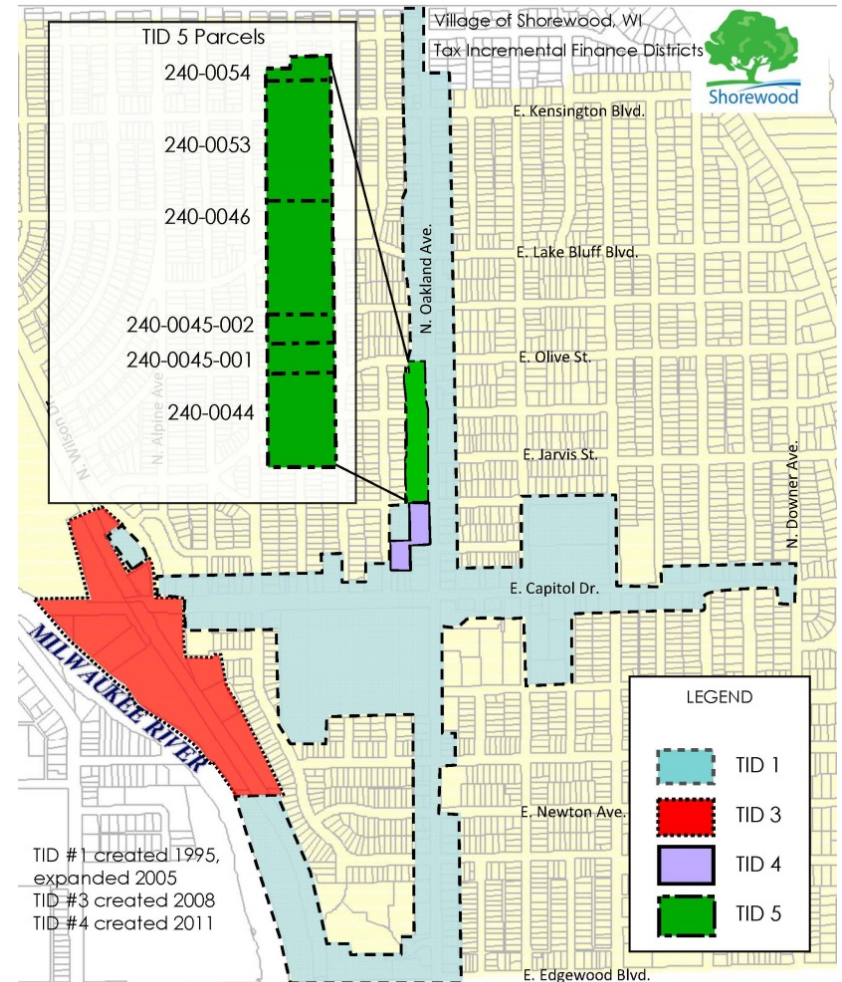 Village of Shorewood, WI
Tax Incremental Finance Districts
Shorewood
TID 5 Parcels
240-0054
240-0053
240-0046
240-0045-002
240-0045-001
240-0044
N. Wilson Dr.
N. Alpine Ave
E. Kensington Blvd.
E. Lake Bluff Blvd.
N. Oakland Ave.
E. Olive St.
E. Jarvis St.
N. Downer Ave.
E. Capitol Dr.
MILWAUKEE RIVER
E. Newton Ave.
E. Edgewood Blvd.
LEGEND
TID 1
TID 3
TID 4
TID 5
TID #1 created 1995,
expanded 2005
TID #3 created 2008
TID #4 created 2011